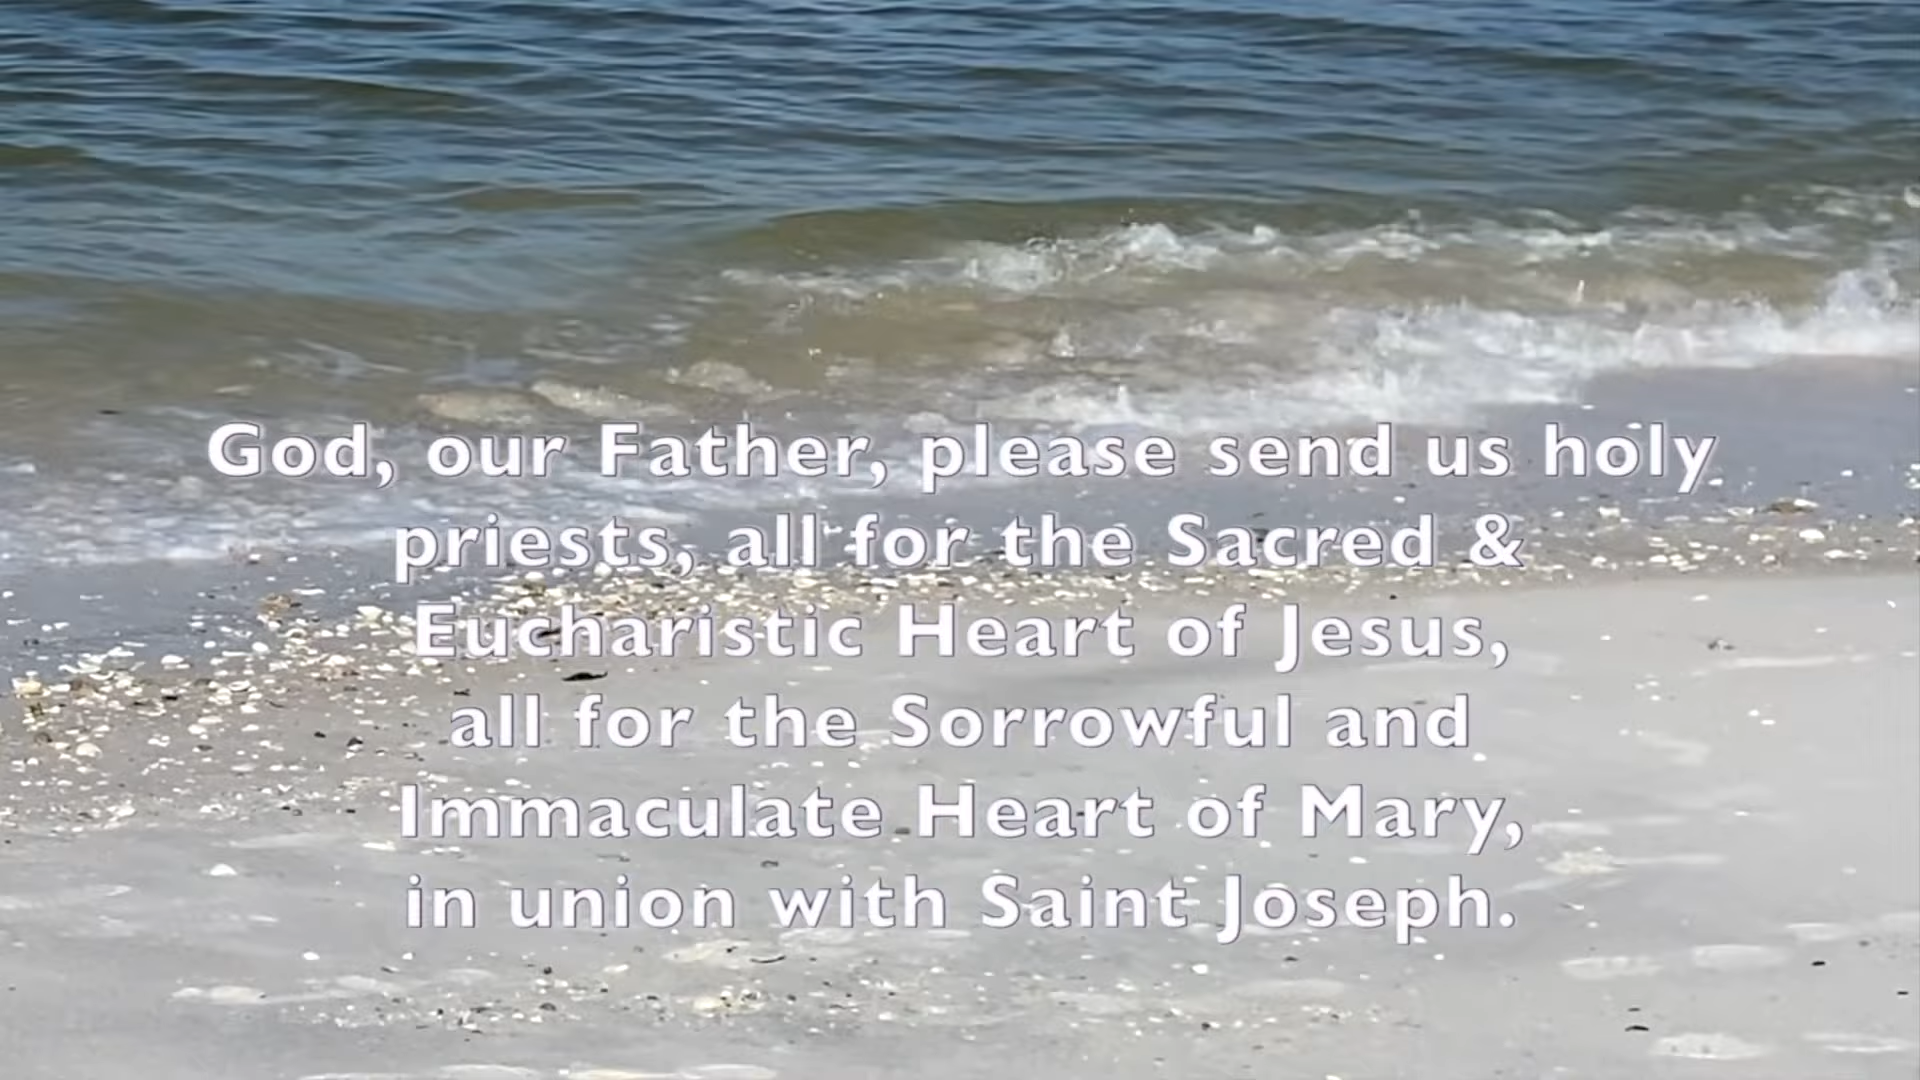 God, our Father, please send us holy
priests, all for the Sacred &
Eucharistic Heart of Jesus,
all for the Sorrowful and
Immaculate Heart of Mary,
in union with Saint Joseph.